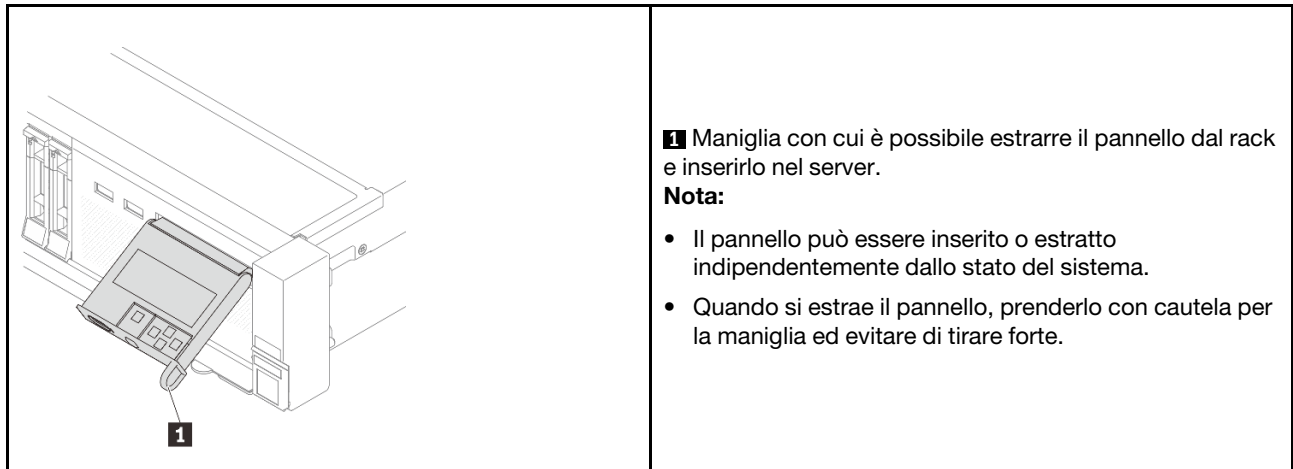 1 Maniglia con cui è possibile estrarre il pannello dal rack
e inserirlo nel server.
Nota:
• Il pannello può essere inserito o estratto
indipendentemente dallo stato del sistema.
• Quando si estrae il pannello, prenderlo con cautela per
la maniglia ed evitare di tirare forte.
1